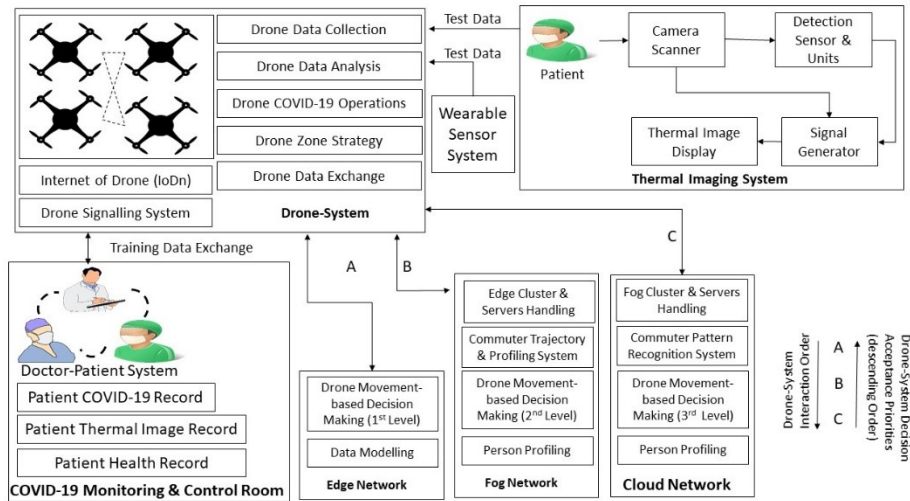 Drone Data Collection
Drone Data Analysis
Drone COVID-19 Operations
Drone Zone Strategy
Drone Data Exchange
Internet of Drone (IoDn)
Drone Signalling System
Drone-System
Test Data
Test Data
Wearable
Sensor
System
Patient
Camera
Scanner
Detection
Sensor &
Units
Thermal Image
Display
Signal
Generator
Thermal Imaging System
Training Data Exchange
A
B
C
Doctor-Patient System
Patient COVID-19 Record
Patient Thermal Image Record
Patient Health Record
COVID-19 Monitoring & Control Room
Drone Movement-
based Decision
Making (1st Level)
Data Modelling
Edge Network
Edge Cluster &
Servers Handling
Commuter Trajectory
& Profiling System
Drone Movement-
based Decision
Making (2nd Level)
Person Profiling
Fog Network
Fog Cluster & Servers
Handling
Commuter Pattern
Recognition System
Drone Movement-
based Decision
Making (3rd Level)
Person Profiling
Cloud Network
Drone-System
Interaction Order
A
B
C
Drone-System Decision
Acceptance Priorities
(descending Order)